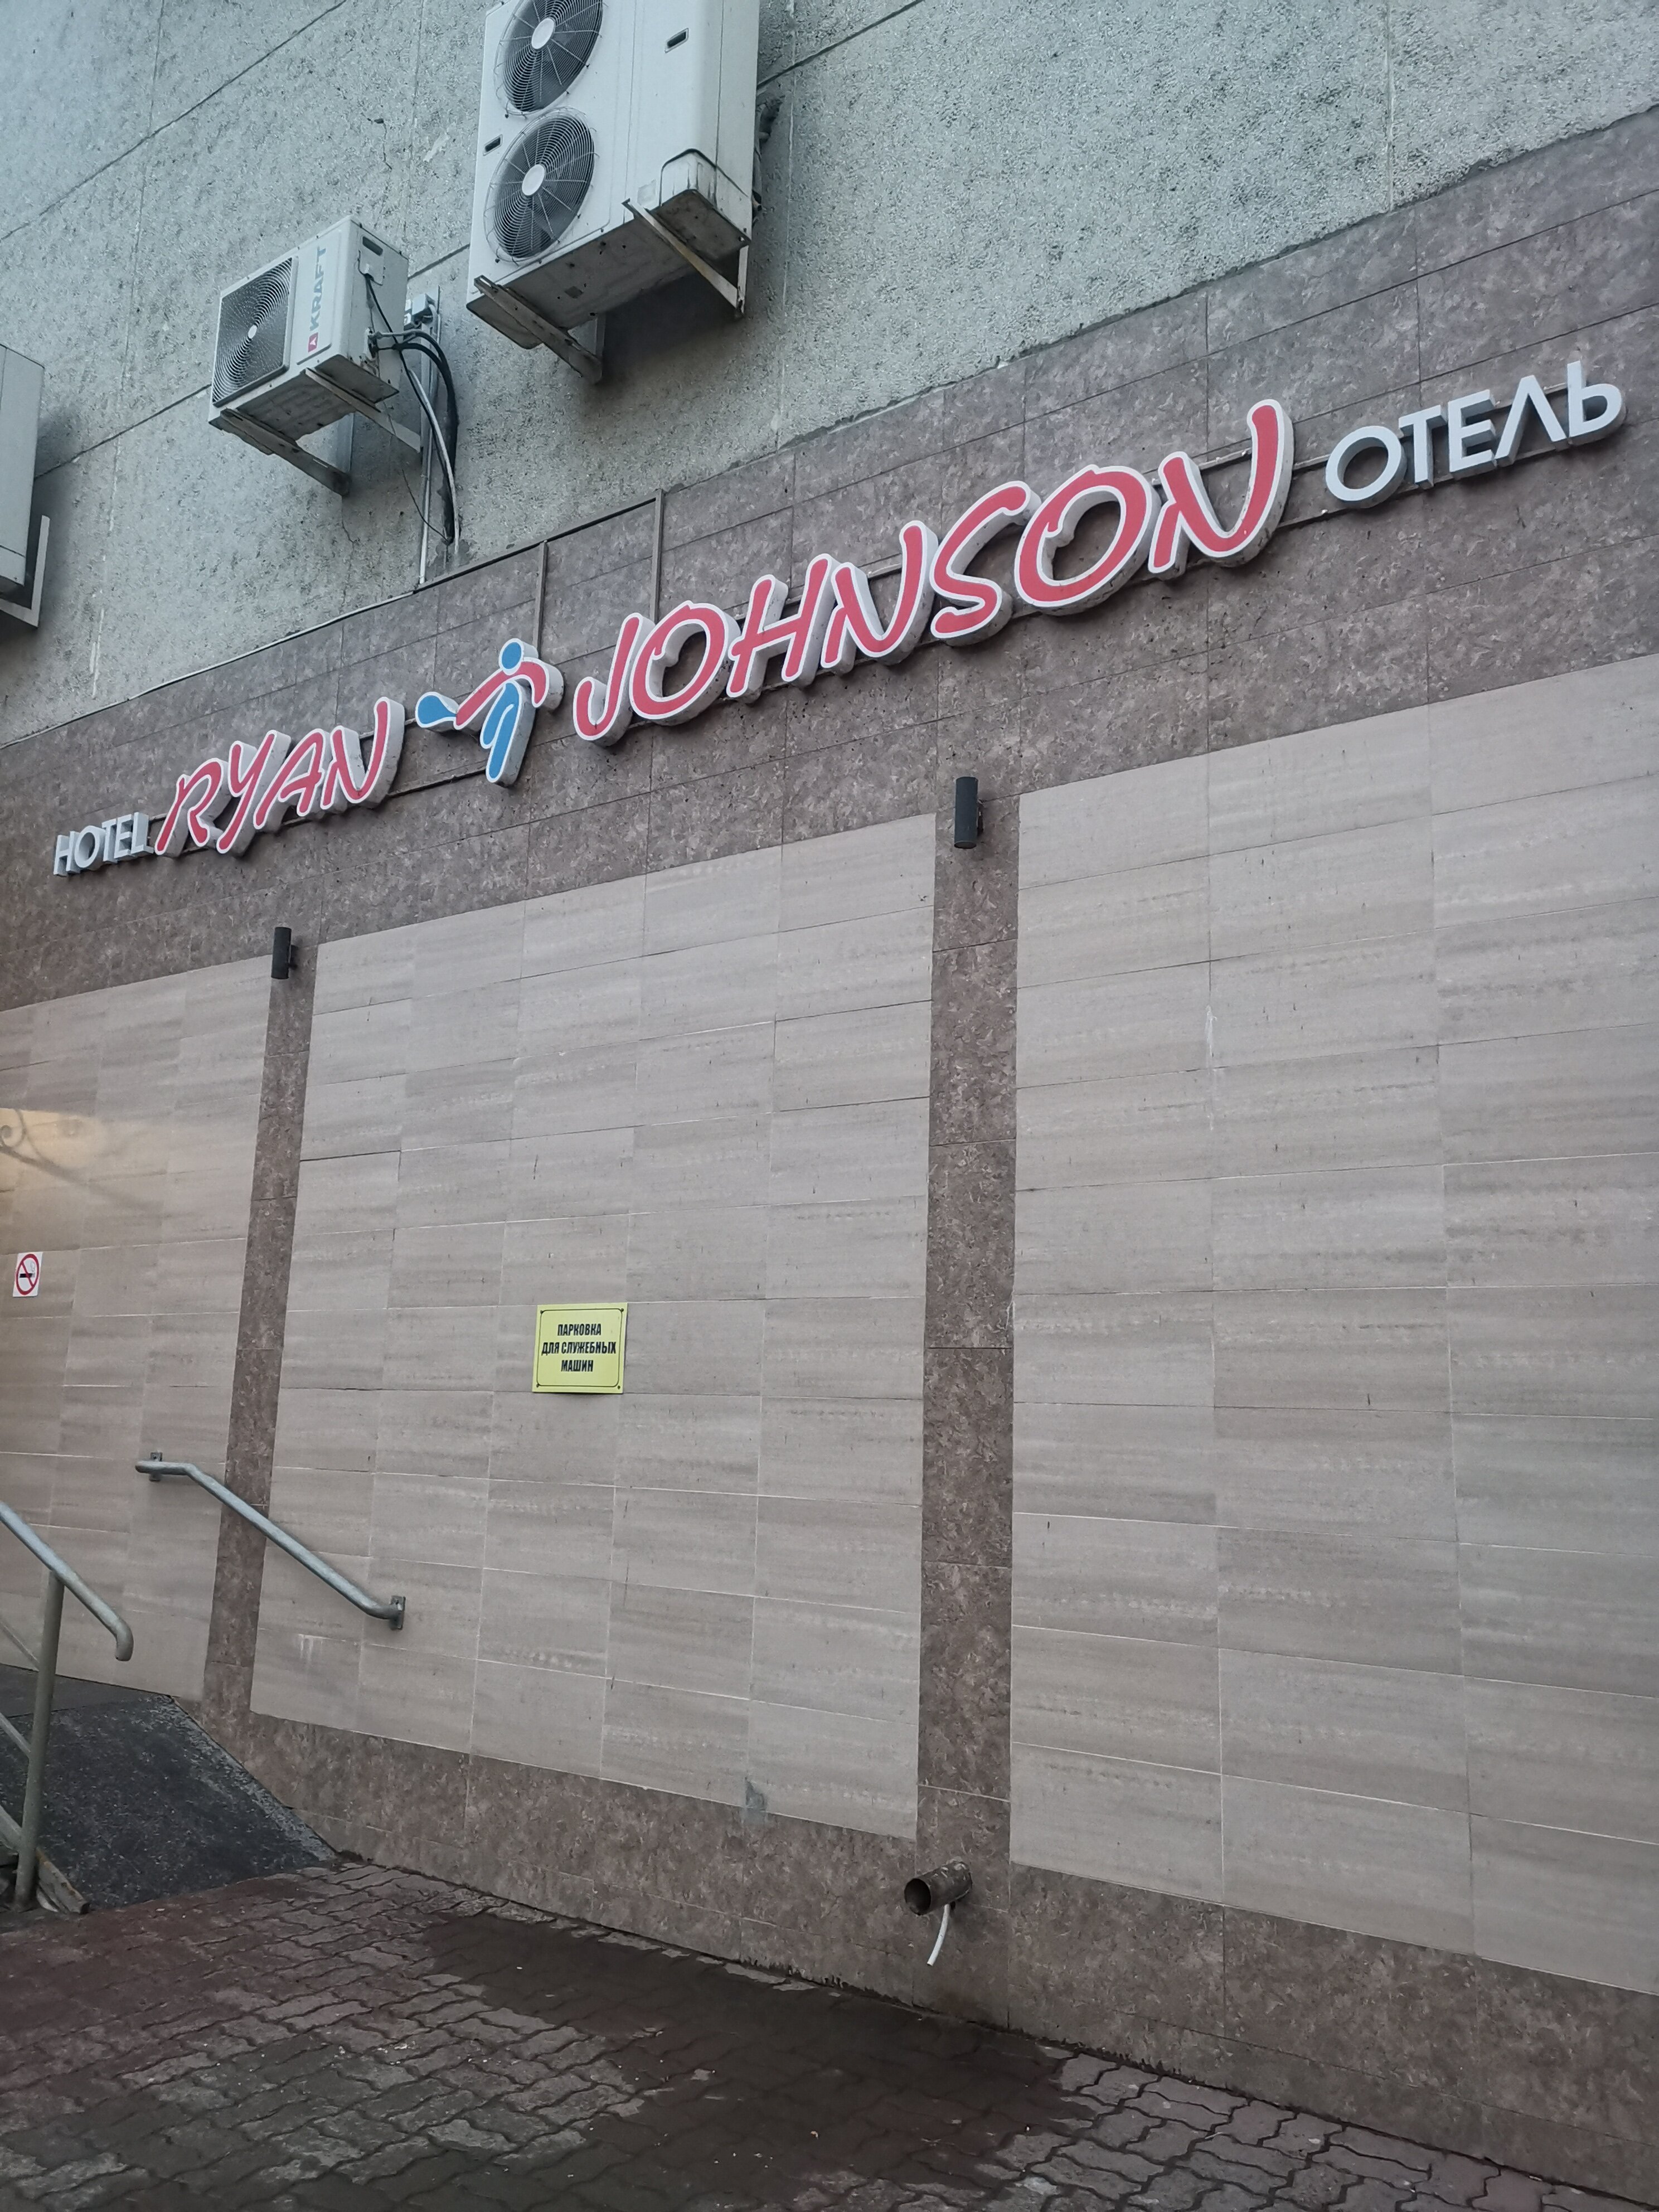 KRAFT
HOTEL RYAN JOHNSON ОТЕЛЬ
ПАРКОВКА
ДЛЯ СЛУЖЕБНЫХ
МАШИН